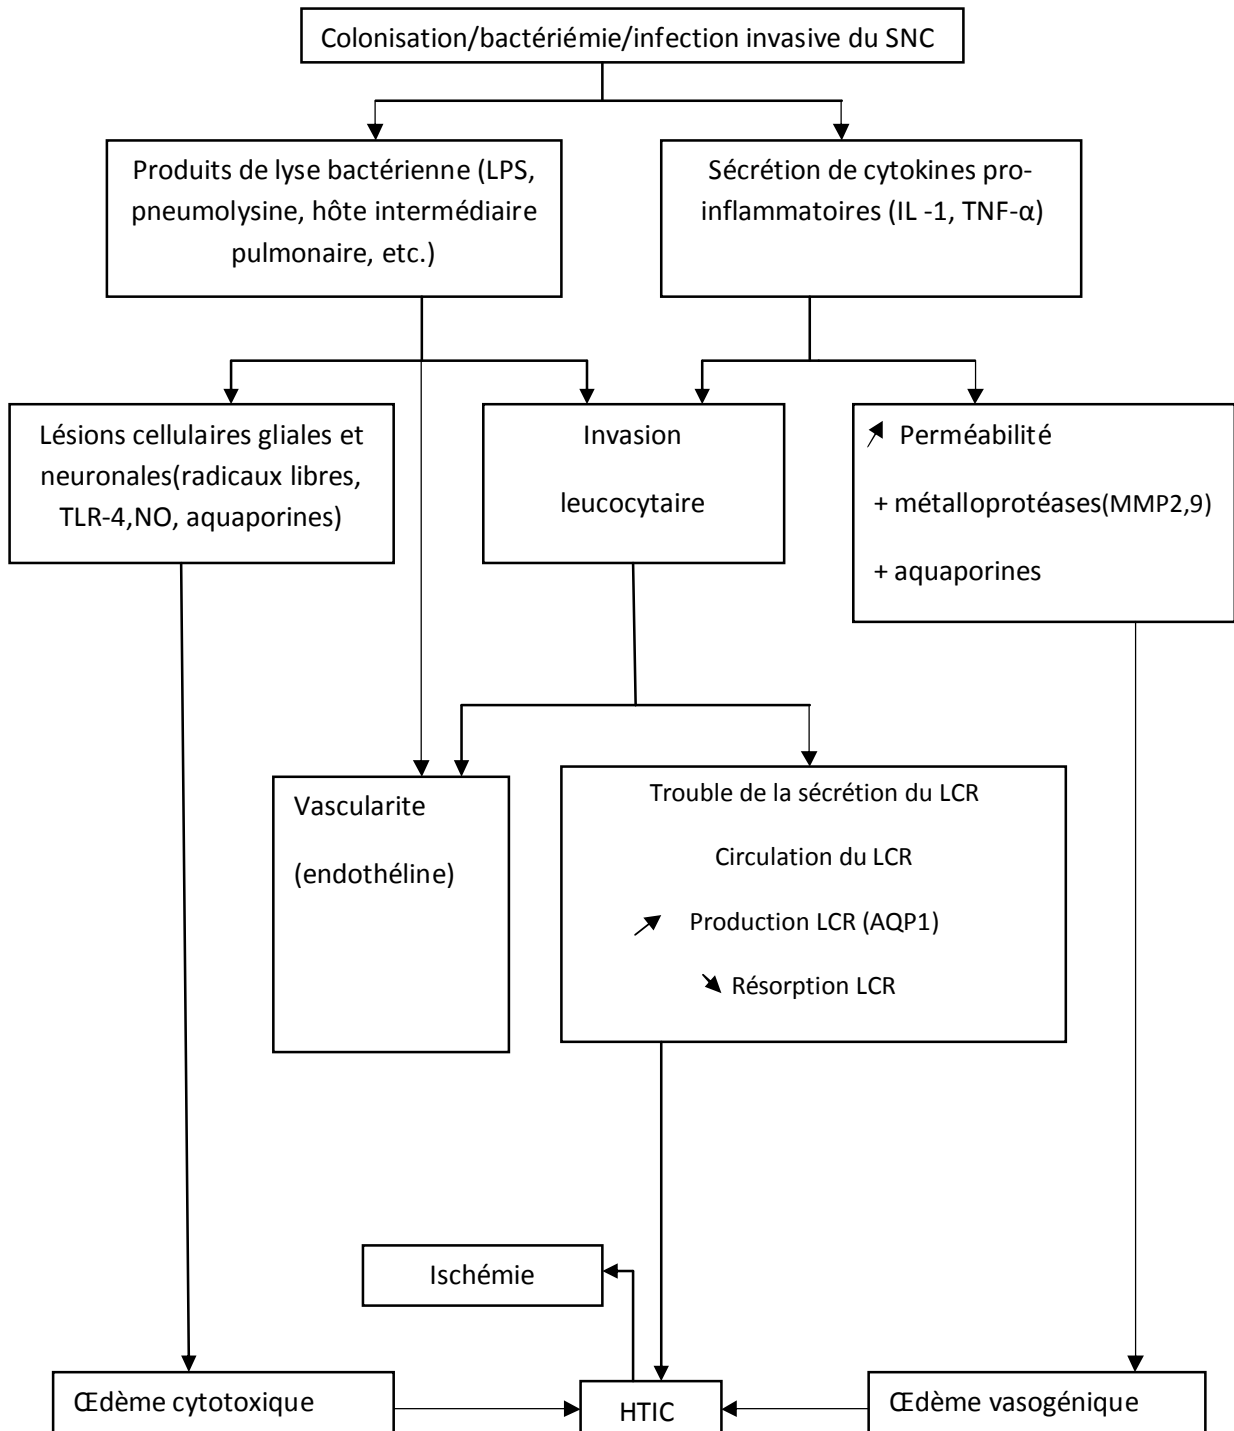 Colonisation/bactériémie/infection invasive du SNC
Produits de lyse bactérienne (LPS,
pneumolysine, hôte intermédiaire
pulmonaire, etc.)
Sécrétion de cytokines pro-
inflammatoires (IL -1, TNF-α)
Lésions cellulaires gliales et
neuronales(radicaux libres,
TLR-4,NO, aquaporines)
Invasion
leucocytaire
Perméabilité
+ métalloprotéases(MMP2,9)
+ aquaporines
Vascularite
(endothéline)
Trouble de la sécrétion du LCR
Circulation du LCR
Production LCR (AQP1)
Résorption LCR
Ischémie
Œdème cytotoxique
HTIC
Œdème vasogénique